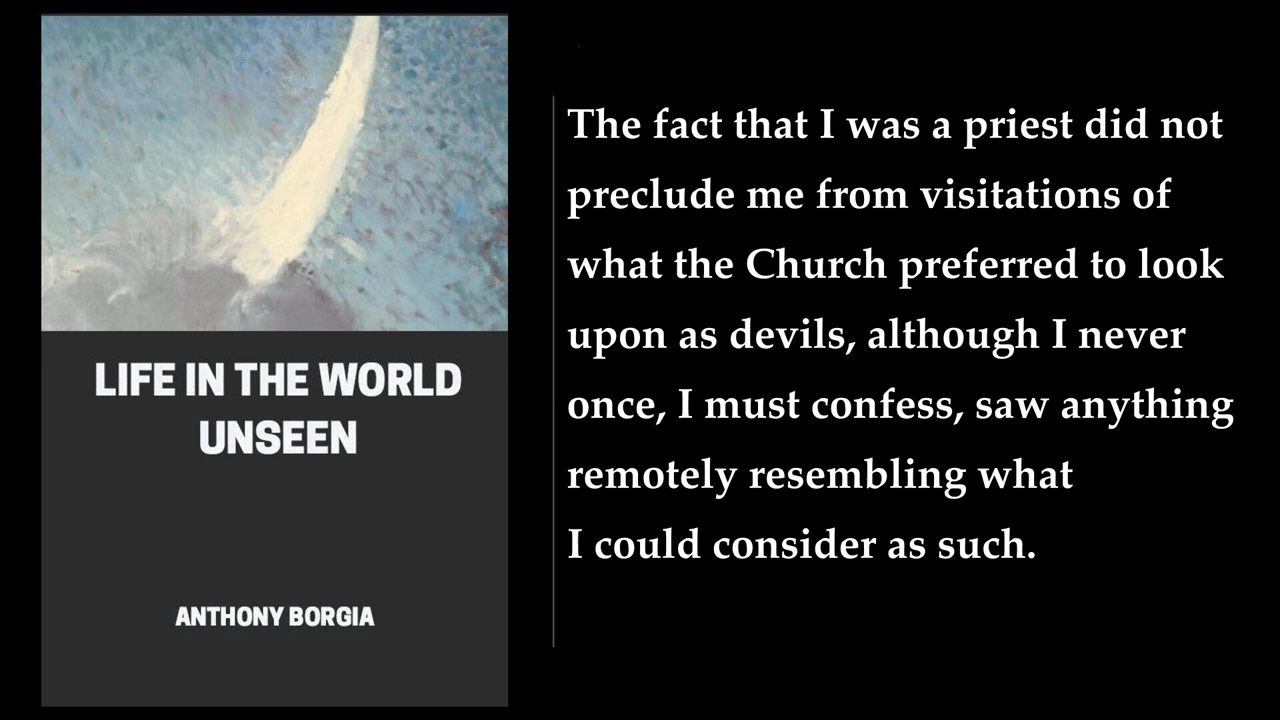 LIFE IN THE WORLD
UNSEEN
ANTHONY BORGIA
The fact that I was a priest did not
preclude me from visitations of
what the Church preferred to look
upon as devils, although I never
once, I must confess, saw anything
remotely resembling what
I could consider as such.